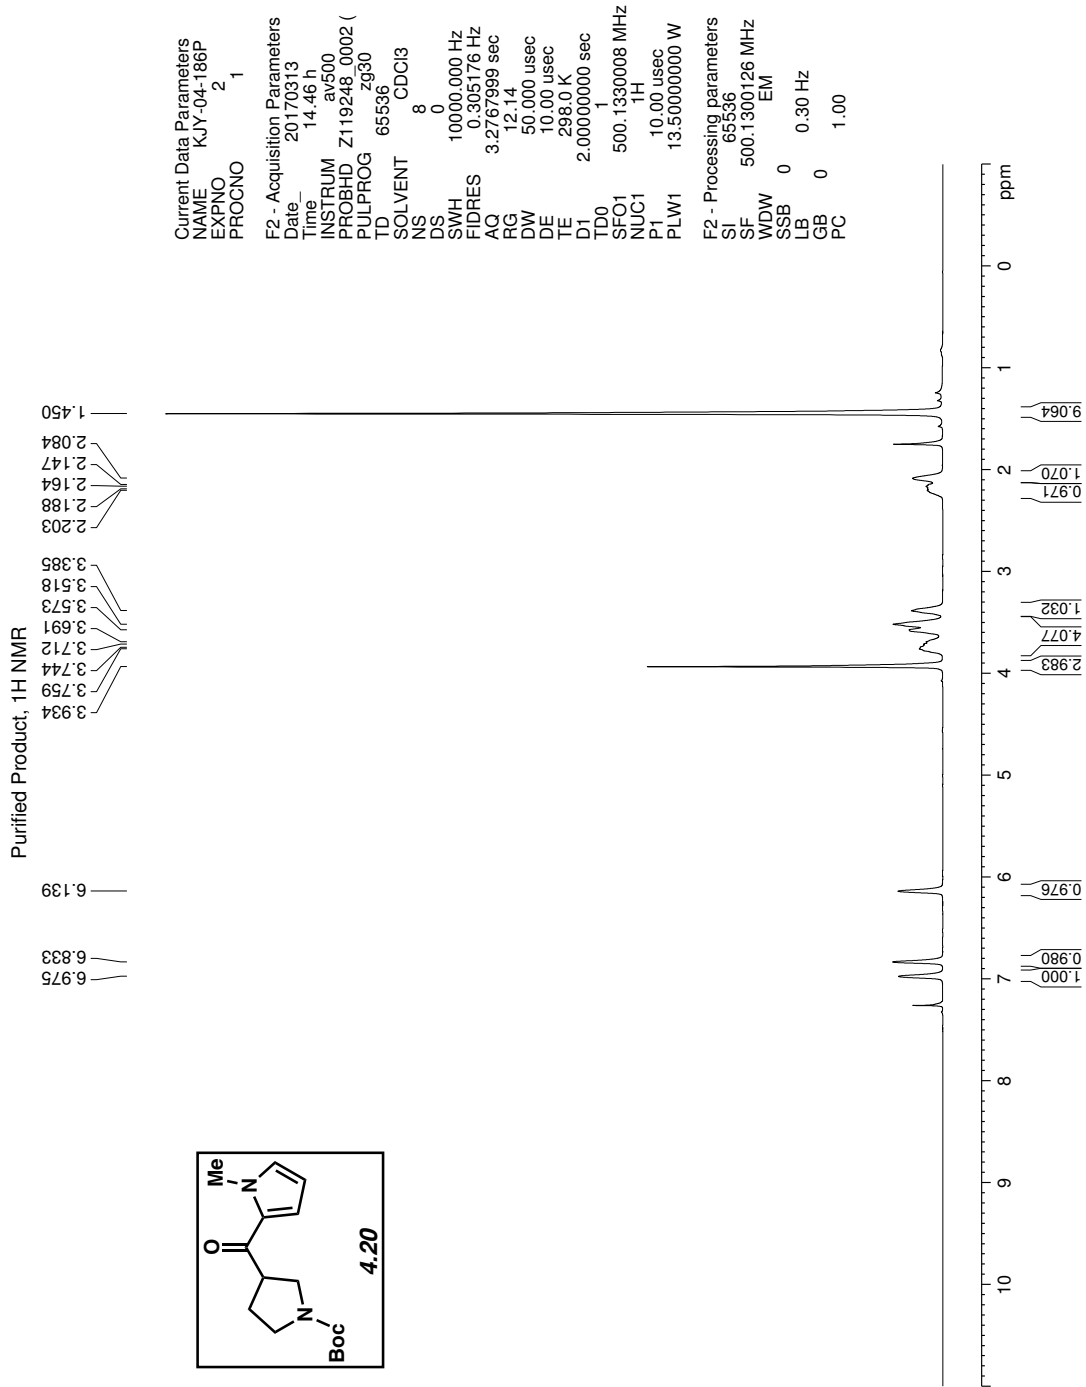 Purified Product, 1H NMR
6.975
6.833
6.139
3.934
3.759
3.744
3.712
3.691
3.573
3.518
3.385
2.203
2.188
2.164
2.147
2.084
1.450
Current Data Parameters
NAME KJY-04-186P
EXPNO 2
PROCNO 1
F2 - Acquisition Parameters
Date_ 20170313
Time 14.46 h
INSTRUM av500
PROBHD Z119248_0002 (
PULPROG zg30
TD 65536
SOLVENT CDCl3
NS 8
DS 0
SWH 10000.000 Hz
FIDRES 0.305176 Hz
AQ 3.2767999 sec
RG 12.14
DW 50.000 usec
DE 10.00 usec
TE 298.0 K
D1 2.00000000 sec
TD0 1
SFO1 500.1330008 MHz
NUC1 1H
P1 10.00 usec
PLW1 13.50000000 W
F2 - Processing parameters
SI 65536
SF 500.1300126 MHz
WDW EM
SSB 0
LB 0.30 Hz
GB 0
PC 1.00
O
Me
N
N
Boc
4.20
10 9 8 7 6 5 4 3 2 1 0 ppm
1.000
0.980
0.976
2.983
4.077
1.032
0.971
1.070
9.064